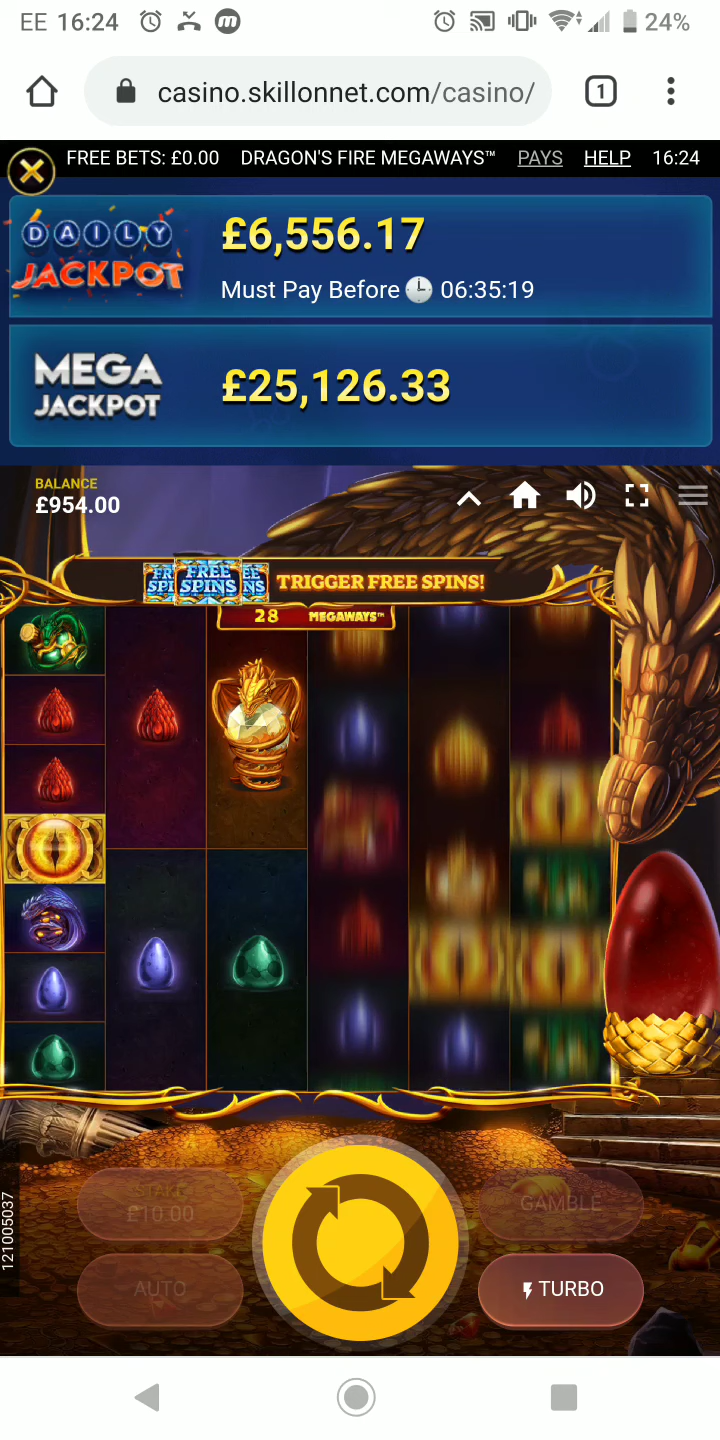 EE 16:24
24%
casino.skillonnet.com/casino/
1
FREE BETS: £0.00 DRAGON'S FIRE MEGAWAYS™ PAYS HELP 16:24
DAILY
JACKPOT
£6,556.17
Must Pay Before 06:35:19
MEGA
JACKPOT
£25,126.33
BALANCE
£954.00
FREE
SPINS
TRIGGER FREE SPINS!
28 MEGAWAYS™
STAKE
£10.00
GAMBLE
AUTO
TURBO
121005037